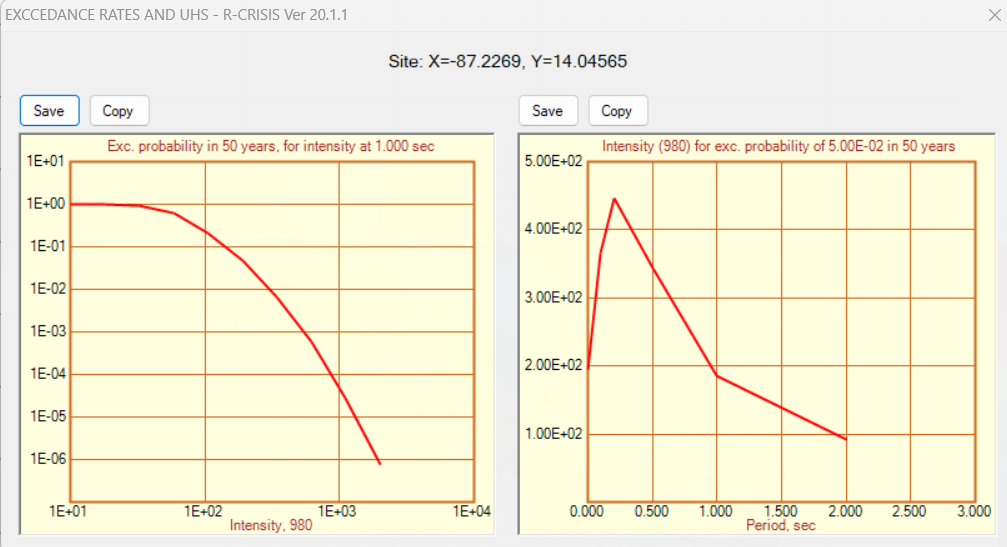 EXCCEDANCE RATES AND UHS - R-CRISIS Ver 20.1.1
Site: X=-87.2269, Y=14.04565
Save Copy
Exc. probability in 50 years, for intensity at 1.000 sec
1E+01
1E+00
1E-01
1E-02
1E-03
1E-04
1E-05
1E-06
1E+01 1E+02 1E+03 1E+04
Intensity, 980
Save Copy
Intensity (980) for exc. probability of 5.00E-02 in 50 years
5.00E+02
4.00E+02
3.00E+02
2.00E+02
1.00E+02
0.000 0.500 1.000 1.500 2.000 2.500 3.000
Period, sec